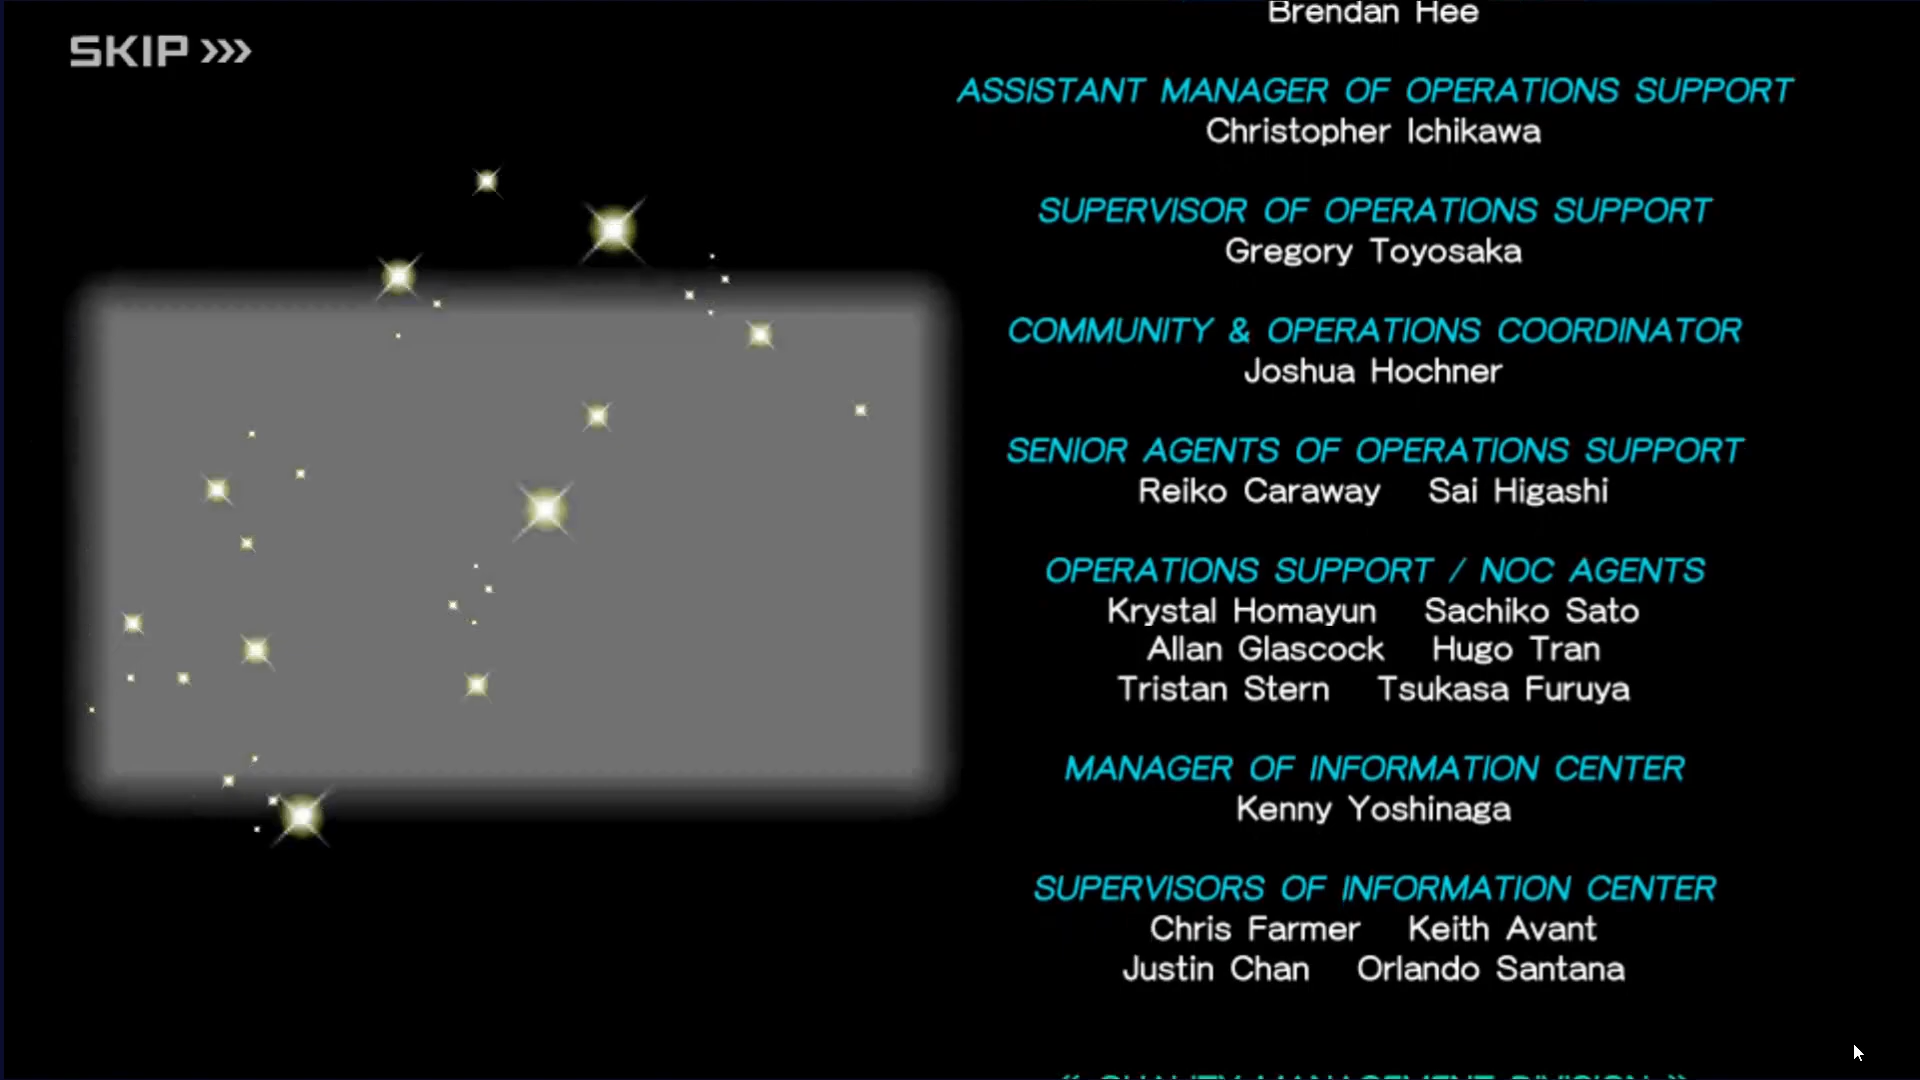 SKIP >>>
Brendan Hee
ASSISTANT MANAGER OF OPERATIONS SUPPORT
Christopher Ichikawa
SUPERVISOR OF OPERATIONS SUPPORT
Gregory Toyosaka
COMMUNITY & OPERATIONS COORDINATOR
Joshua Hochner
SENIOR AGENTS OF OPERATIONS SUPPORT
Reiko Caraway Sai Higashi
OPERATIONS SUPPORT / NOC AGENTS
Krystal Homayun Sachiko Sato
Allan Glascock Hugo Tran
Tristan Stern Tsukasa Furuya
MANAGER OF INFORMATION CENTER
Kenny Yoshinaga
SUPERVISORS OF INFORMATION CENTER
Chris Farmer Keith Avant
Justin Chan Orlando Santana
« QUALITY MANAGEMENT DIVISION »